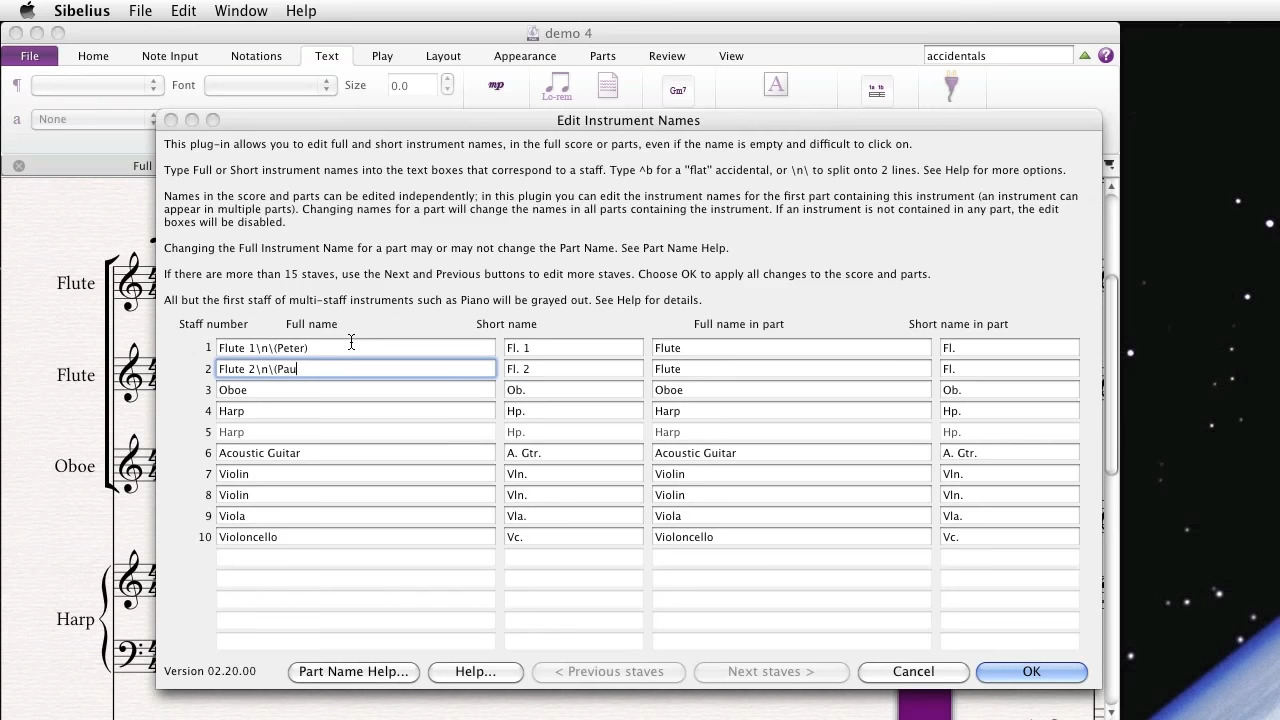 Sibelius File Edit Window Help
demo 4
File Home Note Input Notations Text Play Layout Appearance Parts Review View accidentals ?
¶ Font Size 0.0 mp Lo-rem Gm7 A 1a 1b
a None
Full
Edit Instrument Names
This plug-in allows you to edit full and short instrument names, in the full score or parts, even if the name is empty and difficult to click on.
Type Full or Short instrument names into the text boxes that correspond to a staff. Type ^b for a "flat" accidental, or \n\ to split onto 2 lines. See Help for more options.
Names in the score and parts can be edited independently; in this plugin you can edit the instrument names for the first part containing this instrument (an instrument can
appear in multiple parts). Changing names for a part will change the names in all parts containing the instrument. If an instrument is not contained in any part, the edit
boxes will be disabled.
Changing the Full Instrument Name for a part may or may not change the Part Name. See Part Name Help.
If there are more than 15 staves, use the Next and Previous buttons to edit more staves. Choose OK to apply all changes to the score and parts.
All but the first staff of multi-staff instruments such as Piano will be grayed out. See Help for details.
Staff number Full name Short name Full name in part Short name in part
1 Flute 1\n\(Peter) Fl. 1 Flute Fl.
2 Flute 2\n\(Pau Fl. 2 Flute Fl.
3 Oboe Ob. Oboe Ob.
4 Harp Hp. Harp Hp.
5 Harp Hp. Harp Hp.
6 Acoustic Guitar A. Gtr. Acoustic Guitar A. Gtr.
7 Violin Vln. Violin Vln.
8 Violin Vln. Violin Vln.
9 Viola Vla. Viola Vla.
10 Violoncello Vc. Violoncello Vc.
Version 02.20.00 Part Name Help... Help... < Previous staves Next staves > Cancel OK
Flute
Flute
Oboe
Harp